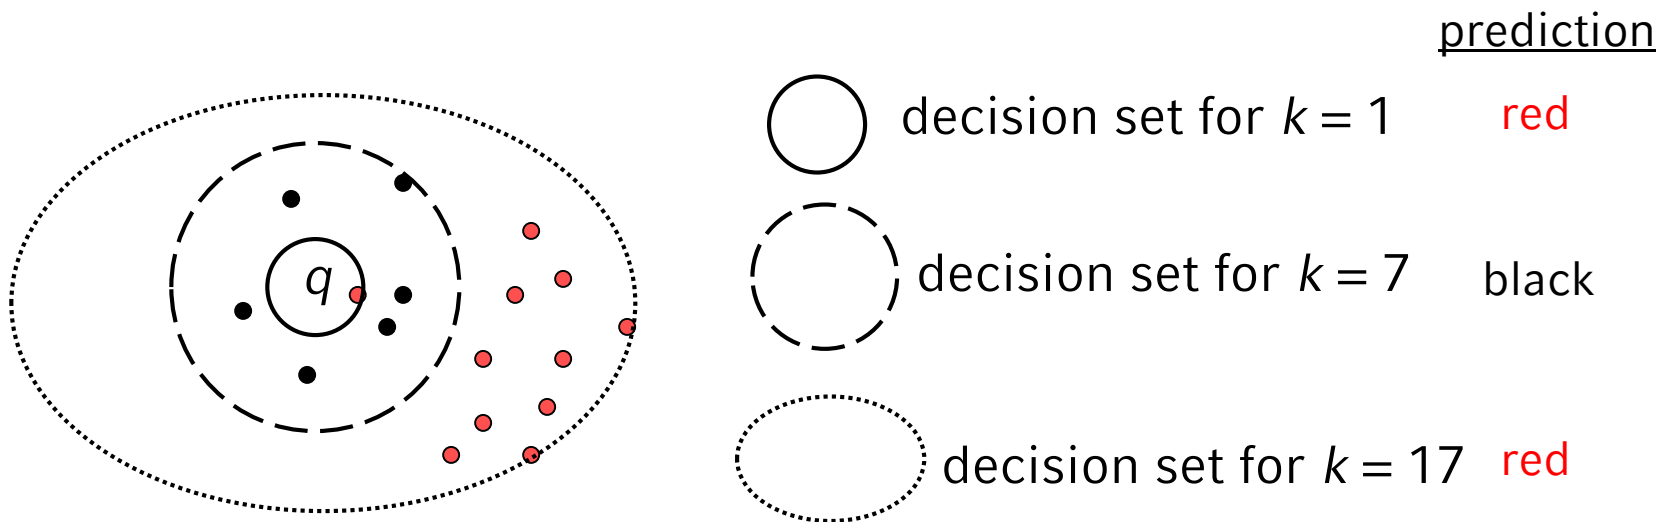 prediction
decision set for k = 1 red
q
decision set for k = 7 black
decision set for k = 17 red